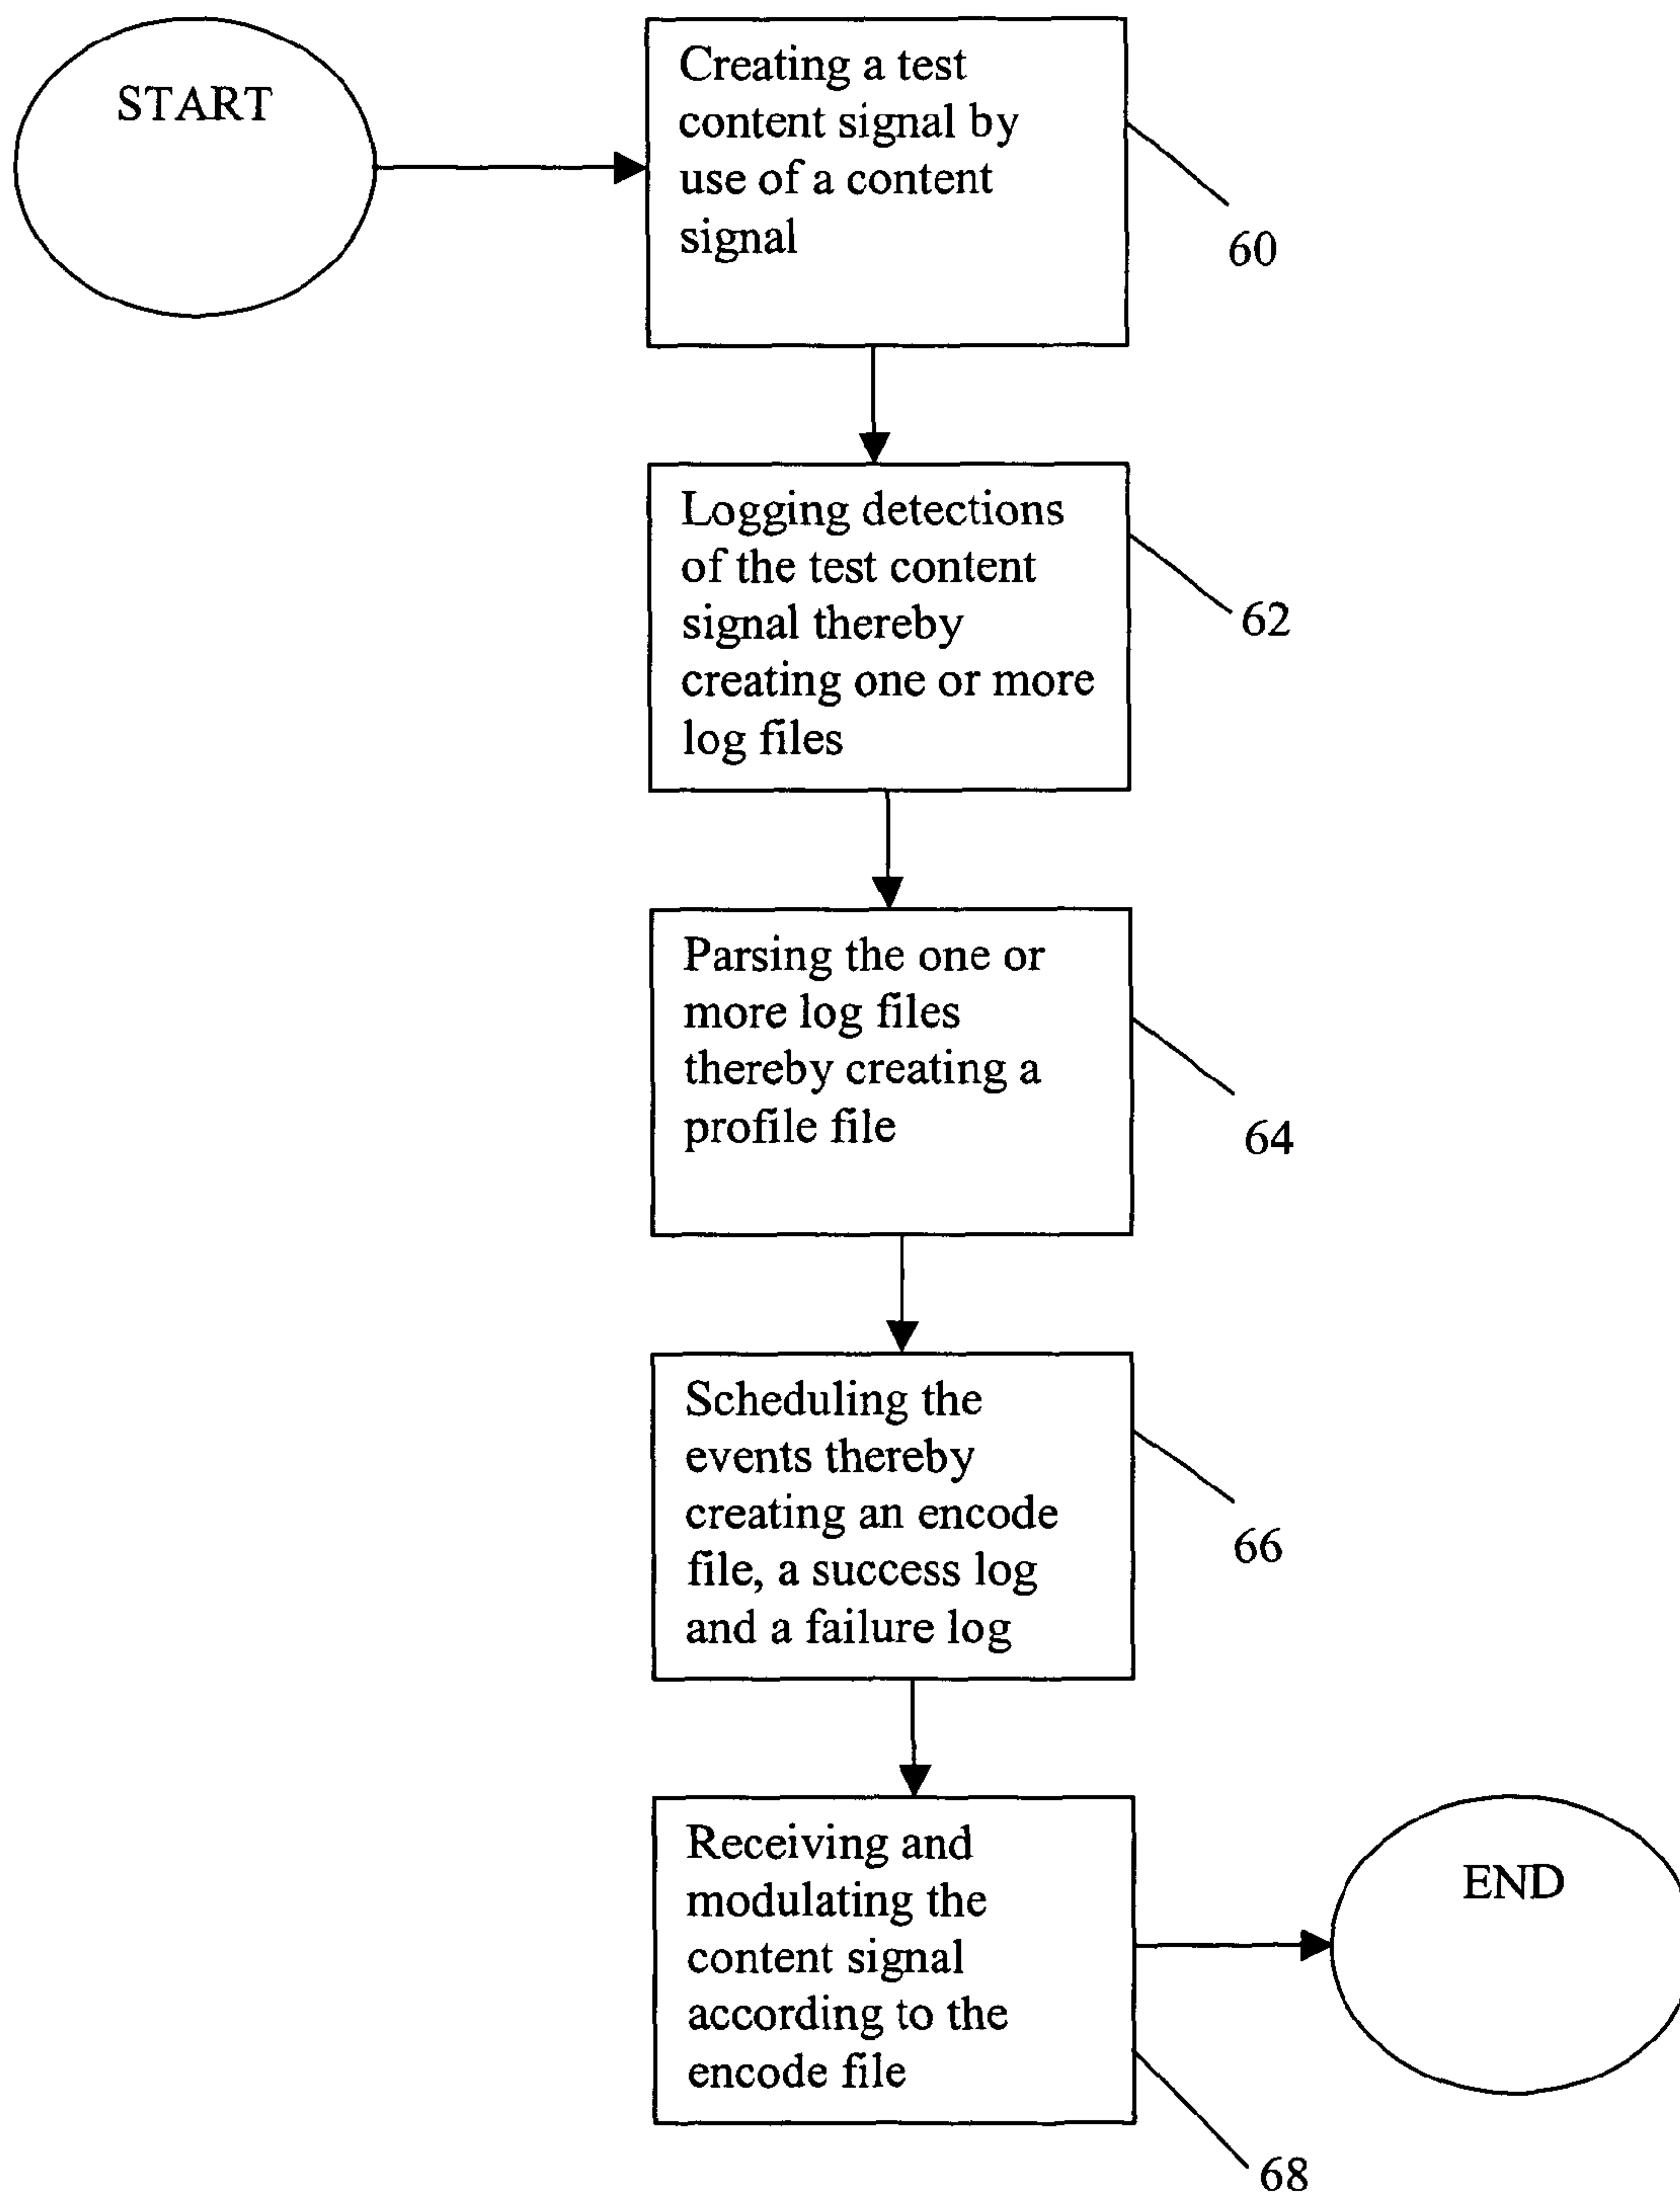 START
Creating a test
content signal by
use of a content
signal
60
Logging detections
of the test content
signal thereby
creating one or more
log files
62
Parsing the one or
more log files
thereby creating a
profile file
64
Scheduling the
events thereby
creating an encode
file, a success log
and a failure log
66
Receiving and
modulating the
content signal
according to the
encode file
68
END